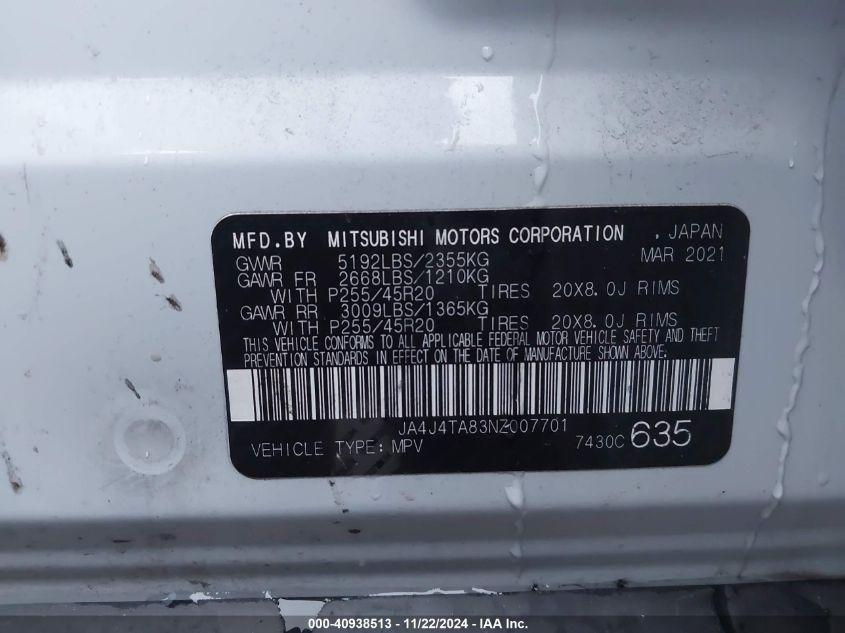 MFD.BY MITSUBISHI MOTORS CORPORATION . JAPAN
GVWR 5192LBS/2355KG MAR 2021
GAWR FR 2668LBS/1210KG
WITH P255/45R20 TIRES 20X8.0J RIMS
GAWR RR 3009LBS/1365KG
WITH P255/45R20 TIRES 20X8.0J RIMS
THIS VEHICLE CONFORMS TO ALL APPLICABLE FEDERAL MOTOR VEHICLE SAFETY AND THEFT
PREVENTION STANDARDS IN EFFECT ON THE DATE OF MANUFACTURE SHOWN ABOVE.
JA4J4TA83NZ007701
VEHICLE TYPE: MPV 7430C 635
000-40938513 - 11/22/2024 - IAAI Inc.